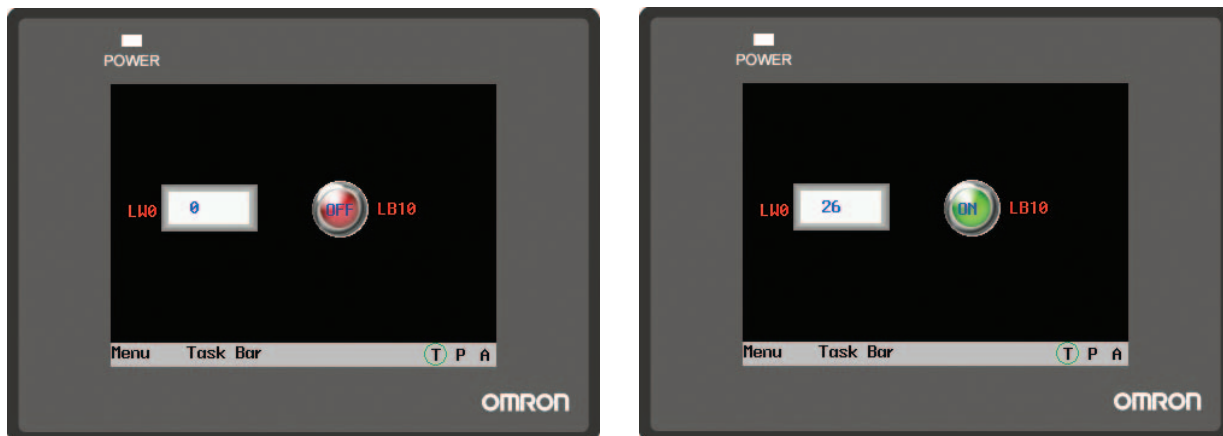 POWER
LW0 0 OFF LB10
Menu Task Bar T P A
OMRON
POWER
LW0 26 ON LB10
Menu Task Bar T P A
OMRON